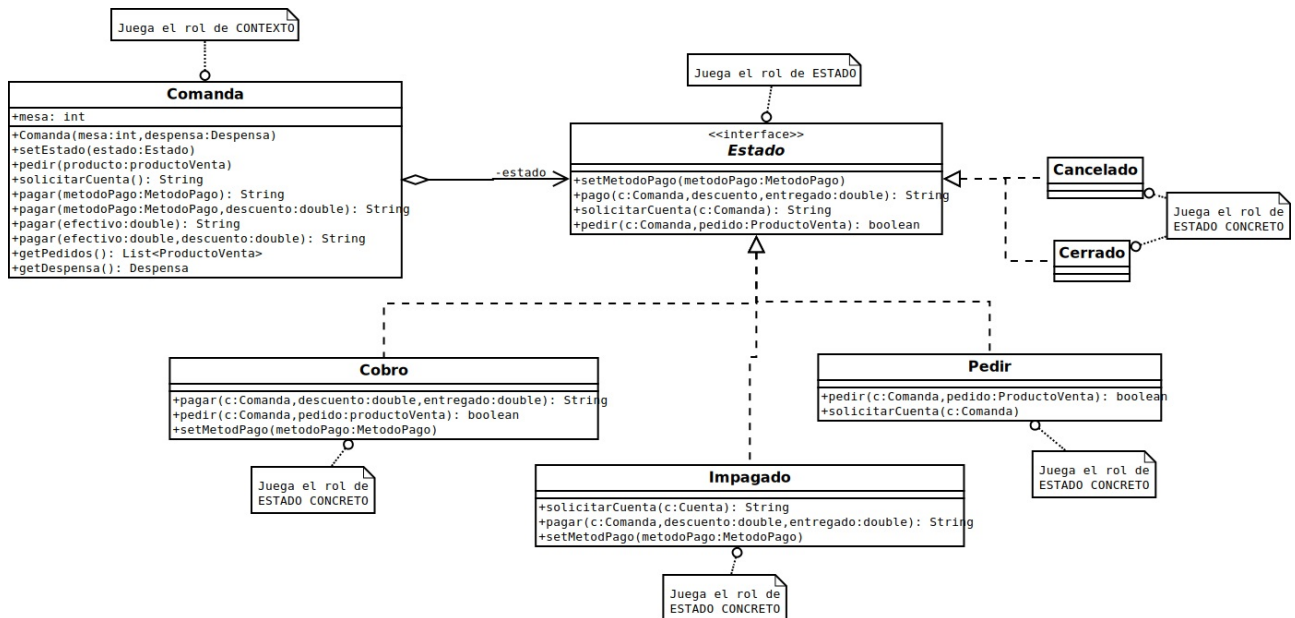 Juega el rol de CONTEXTO
Comanda
+mesa: int
+Comanda(mesa:int,despensa:Despensa)
+setEstado(estado:Estado)
+pedir(producto:productoVenta)
+solicitarCuenta(): String
+pagar(metodoPago:MetodoPago): String
+pagar(metodoPago:MetodoPago,descuento:double): String
+pagar(efectivo:double): String
+pagar(efectivo:double,descuento:double): String
+getPedidos(): List<ProductoVenta>
+getDespensa(): Despensa
-estado
Juega el rol de ESTADO
<<interface>>
Estado
+setMetodoPago(metodoPago:MetodoPago)
+pago(c:Comanda,descuento,entregado:double): String
+solicitarCuenta(c:Comanda): String
+pedir(c:Comanda,pedido:ProductoVenta): boolean
Cancelado
Juega el rol de
ESTADO CONCRETO
Cerrado
Cobro
+pagar(c:Comanda,descuento:double,entregado:double): String
+pedir(c:Comanda,pedido:productoVenta): boolean
+setMetodPago(metodoPago:MetodoPago)
Juega el rol de
ESTADO CONCRETO
Pedir
+pedir(c:Comanda,pedido:ProductoVenta): boolean
+solicitarCuenta(c:Comanda)
Juega el rol de
ESTADO CONCRETO
Impagado
+solicitarCuenta(c:Cuenta): String
+pagar(c:Comanda,descuento:double,entregado:double): String
+setMetodPago(metodoPago:MetodoPago)
Juega el rol de
ESTADO CONCRETO